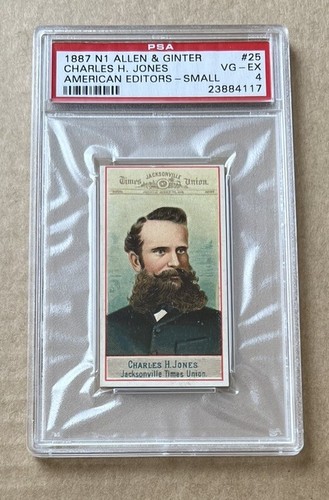 PSA
1887 N1 ALLEN & GINTER #25
CHARLES H. JONES VG-EX
AMERICAN EDITORS-SMALL 4
23884117
JACKSONVILLE
Times Union.
CHARLES H. JONES
Jacksonville Times Union.